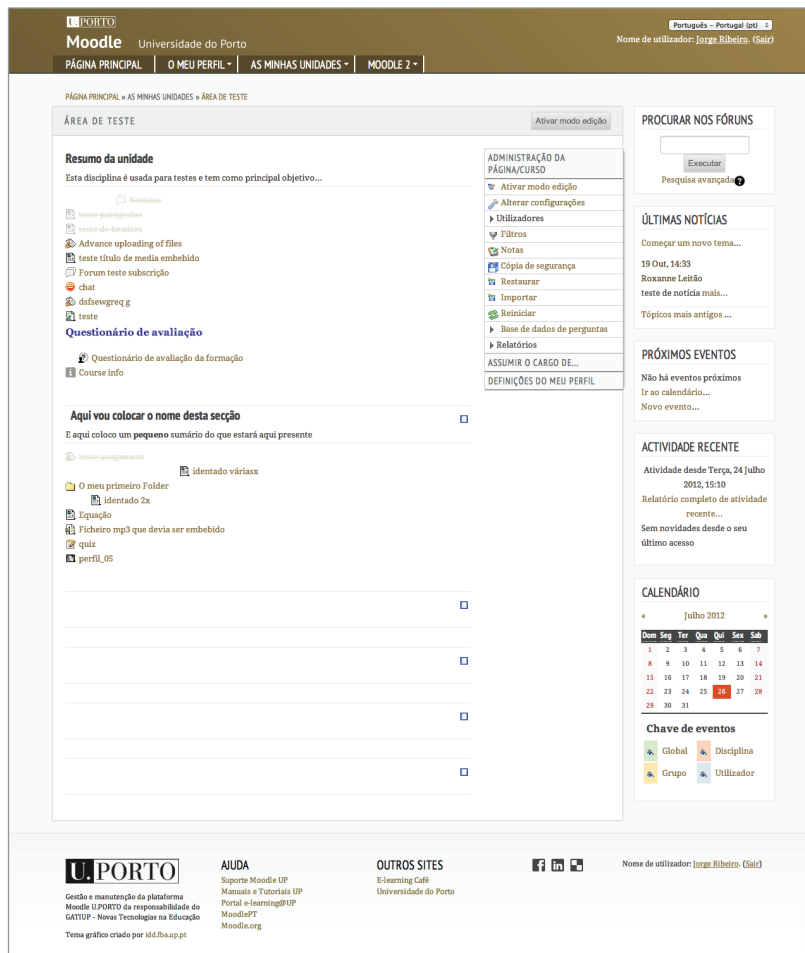 U.PORTO
Português - Portugal (pt)
Moodle Universidade do Porto
Nome de utilizador: Jorge Ribeiro. (Sair)
PÁGINA PRINCIPAL O MEU PERFIL AS MINHAS UNIDADES MOODLE 2
PÁGINA PRINCIPAL » AS MINHAS UNIDADES » ÁREA DE TESTE
ÁREA DE TESTE
Ativar modo edição
Resumo da unidade
Esta disciplina é usada para testes e tem como principal objetivo...
Notícias
teste paragrafos
teste de headers
Advance uploading of files
teste título de media embebido
Forum teste subscrição
chat
dsfsewgreq g
teste
Questionário de avaliação
Questionário de avaliação da formação
Course info
Aqui vou colocar o nome desta secção
E aqui coloco um pequeno sumário do que estará aqui presente
teste assignment
identado váriasx
O meu primeiro Folder
identado 2x
Equação
Ficheiro mp3 que devia ser embebido
quiz
perfil_05
ADMINISTRAÇÃO DA
PÁGINA/CURSO
Ativar modo edição
Alterar configurações
Utilizadores
Filtros
Notas
Cópia de segurança
Restaurar
Importar
Reiniciar
Base de dados de perguntas
Relatórios
ASSUMIR O CARGO DE...
DEFINIÇÕES DO MEU PERFIL
PROCURAR NOS FÓRUNS
Executar
Pesquisa avançada?
ÚLTIMAS NOTÍCIAS
Começar um novo tema...
19 Out, 14:33
Roxanne Leitão
teste de notícia mais...
Tópicos mais antigos ...
PRÓXIMOS EVENTOS
Não há eventos próximos
Ir ao calendário...
Novo evento...
ACTIVIDADE RECENTE
Atividade desde Terça, 24 Julho
2012, 15:10
Relatório completo de atividade
recente...
Sem novidades desde o seu
último acesso
CALENDÁRIO
« Julho 2012 »
Dom Seg Ter Qua Qui Sex Sab
1 2 3 4 5 6 7
8 9 10 11 12 13 14
15 16 17 18 19 20 21
22 23 24 25 26 27 28
29 30 31
Chave de eventos
Global Disciplina
Grupo Utilizador
U.PORTO
Gestão e manutenção da plataforma
Moodle U.PORTO da responsabilidade do
GATIUP - Novas Tecnologias na Educação
Tema gráfico criado por idd.fba.up.pt
AJUDA
Suporte Moodle UP
Manuais e Tutoriais UP
Portal e-learning@UP
MoodlePT
Moodle.org
OUTROS SITES
E-learning Café
Universidade do Porto
f in
Nome de utilizador: Jorge Ribeiro. (Sair)